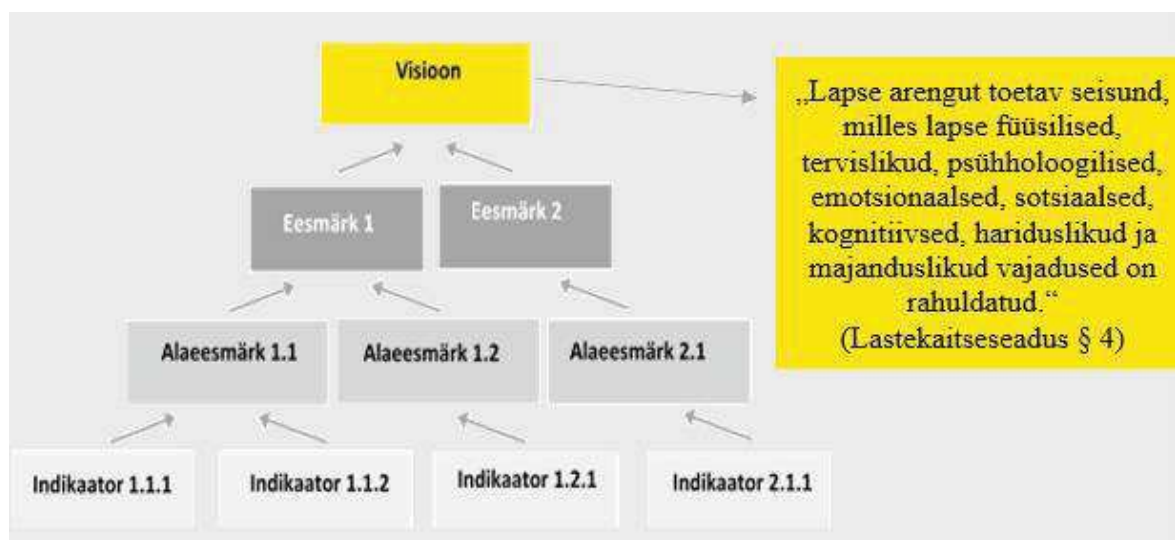 Visioon
„Lapse arengut toetav seisund,
milles lapse füüsilised,
tervislikud, psühholoogilised,
emotsionaalsed, sotsiaalsed,
kognitiivsed, hariduslikud ja
majanduslikud vajadused on
rahuldatud.“
(Lastekaitseseadus § 4)
Eesmärk 1
Eesmärk 2
Alaeesmärk 1.1
Alaeesmärk 1.2
Alaeesmärk 2.1
Indikaator 1.1.1
Indikaator 1.1.2
Indikaator 1.2.1
Indikaator 2.1.1